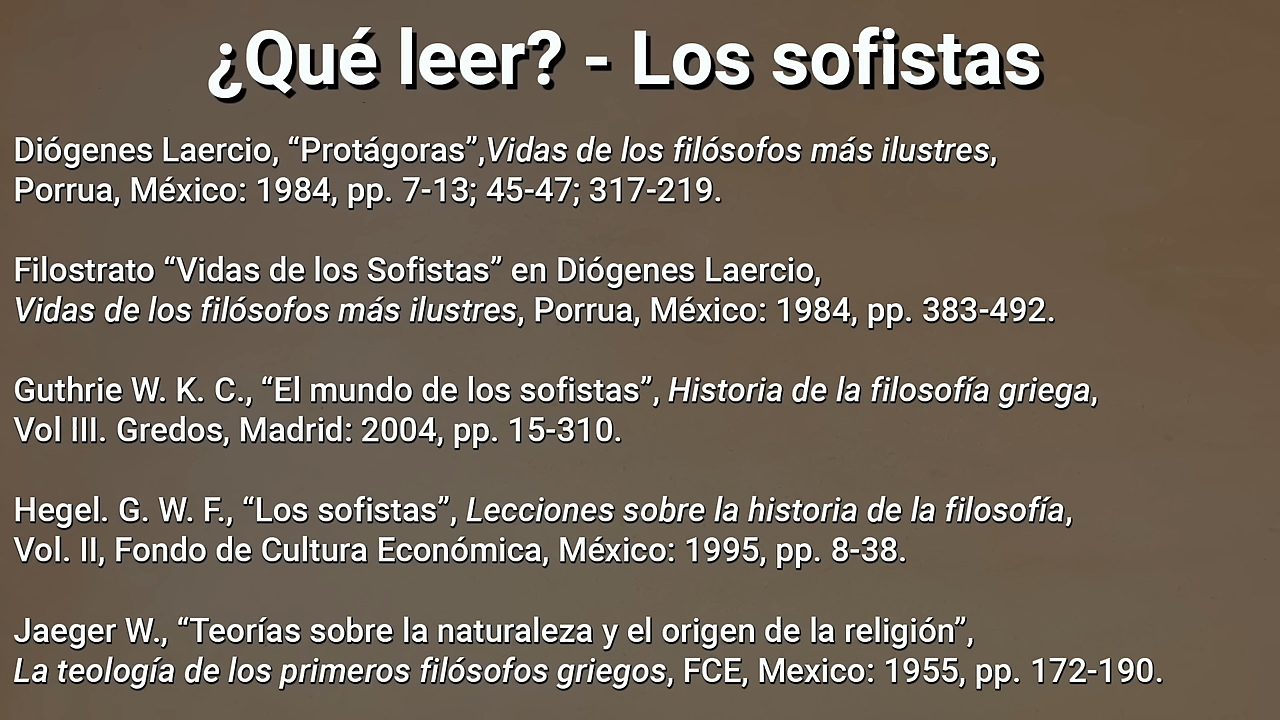 ¿Qué leer? - Los sofistas
Diógenes Laercio, “Protágoras”,Vidas de los filósofos más ilustres,
Porrua, México: 1984, pp. 7-13; 45-47; 317-219.
Filostrato “Vidas de los Sofistas” en Diógenes Laercio,
Vidas de los filósofos más ilustres, Porrua, México: 1984, pp. 383-492.
Guthrie W. K. C., “El mundo de los sofistas”, Historia de la filosofía griega,
Vol III. Gredos, Madrid: 2004, pp. 15-310.
Hegel. G. W. F., “Los sofistas”, Lecciones sobre la historia de la filosofía,
Vol. II, Fondo de Cultura Económica, México: 1995, pp. 8-38.
Jaeger W., “Teorías sobre la naturaleza y el origen de la religión”,
La teología de los primeros filósofos griegos, FCE, Mexico: 1955, pp. 172-190.